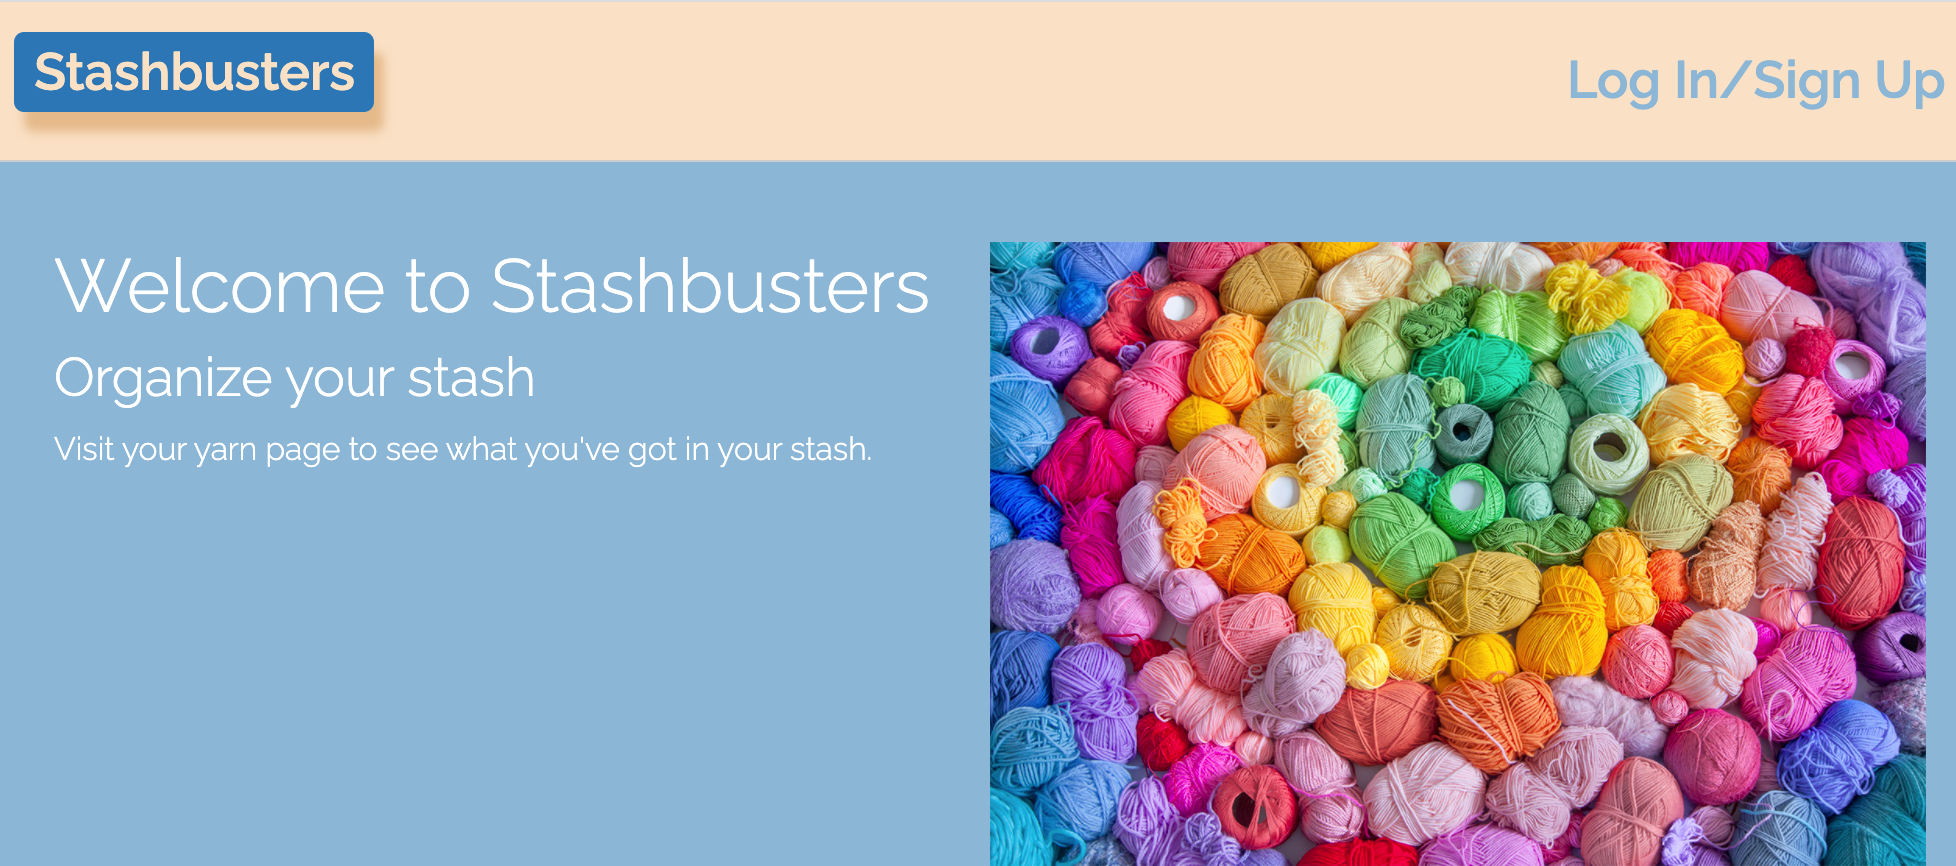 Stashbusters
Log In/Sign Up
Welcome to Stashbusters
Organize your stash
Visit your yarn page to see what you've got in your stash.